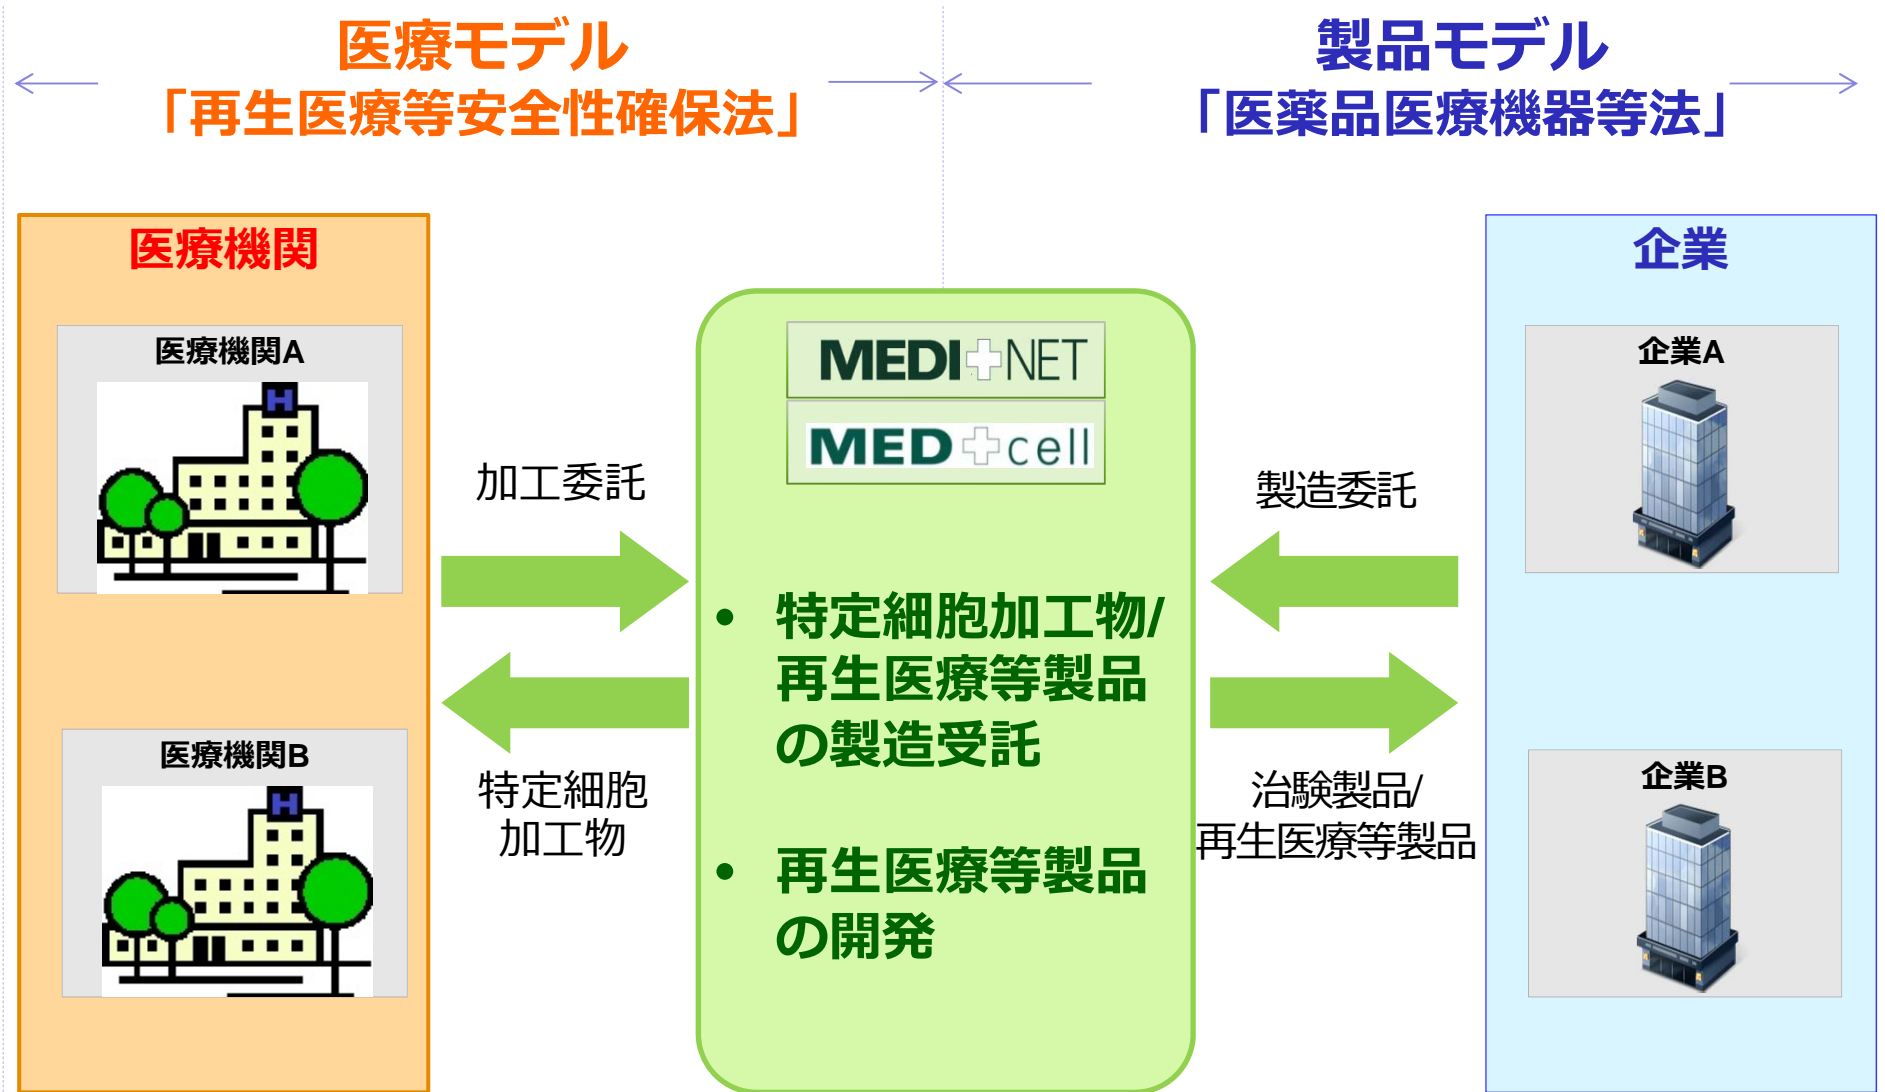 医療モデル
「再生医療等安全性確保法」
製品モデル
「医薬品医療機器等法」
医療機関
医療機関A
H
医療機関B
H
加工委託
特定細胞
加工物
MEDI NET
MED cell
• 特定細胞加工物/
再生医療等製品
の製造受託
• 再生医療等製品
の開発
製造委託
治験製品/
再生医療等製品
企業
企業A
企業B